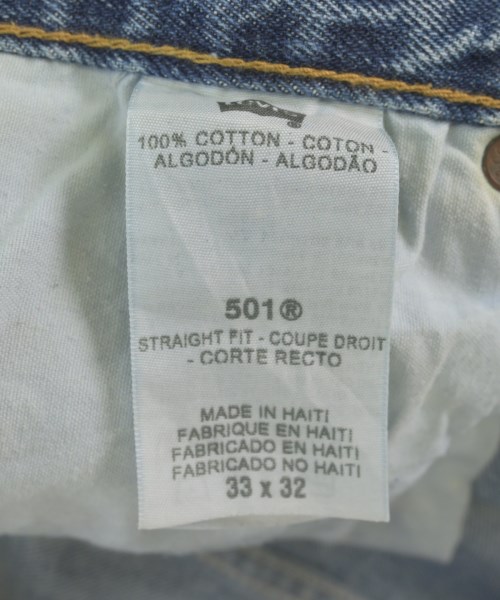 100% COTTON - COTON -
ALGODÓN - ALGODÃO
501®
STRAIGHT FIT - COUPE DROIT
- CORTE RECTO
MADE IN HAITI
FABRIQUE EN HAITI
FABRICADO EN HAITI
FABRICADO NO HAITI
33 x 32